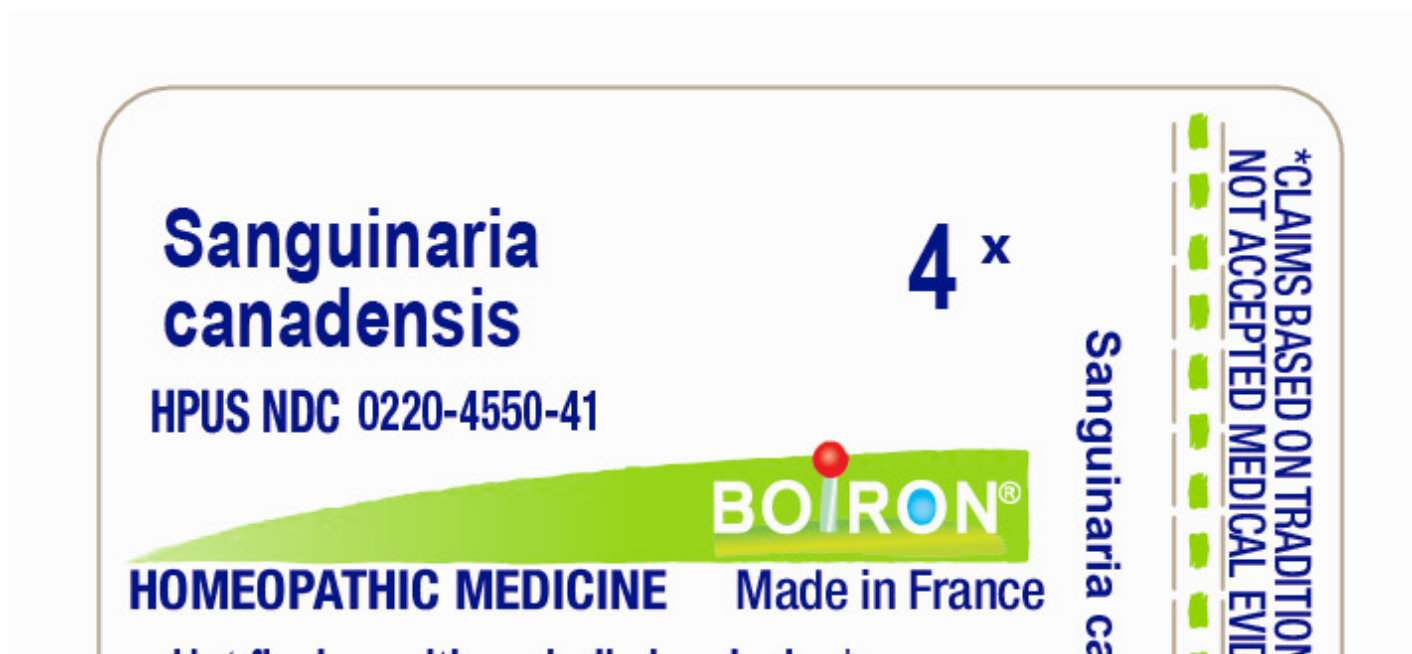 Sanguinaria
canadensis
4 x
HPUS NDC 0220-4550-41
BOIRON®
HOMEOPATHIC MEDICINE Made in France
Sanguinaria ca
*CLAIMS BASED ON TRADITION
NOT ACCEPTED MEDICAL EVID